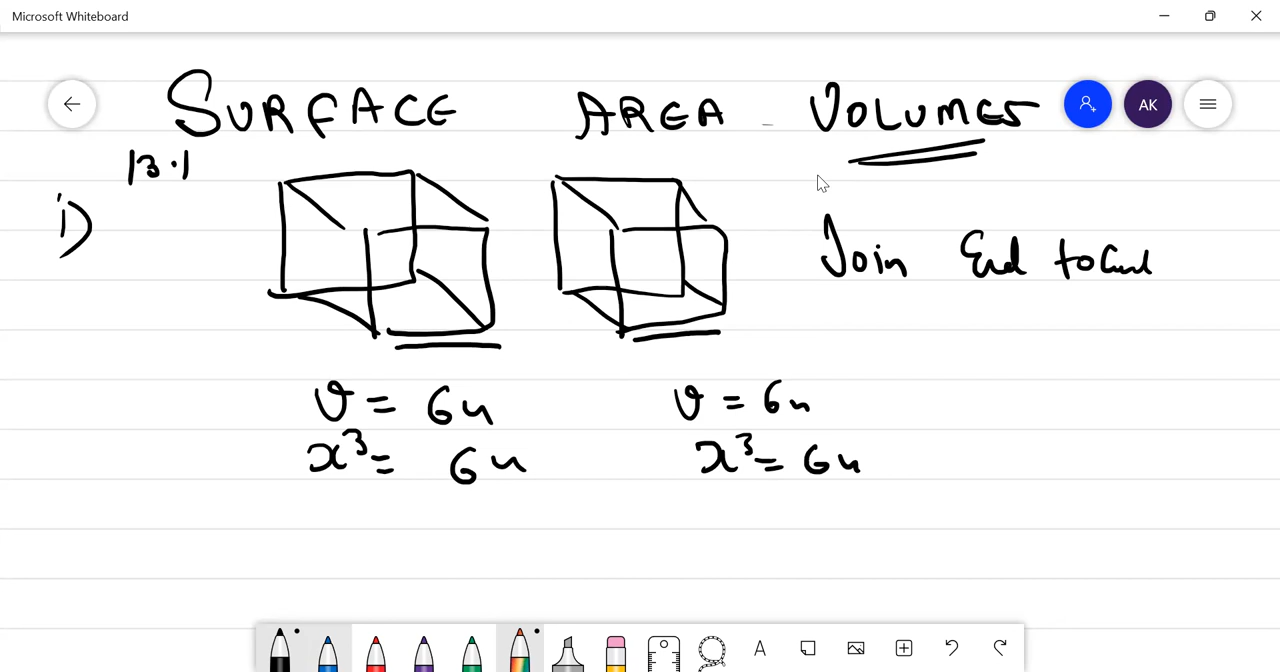 Microsoft Whiteboard
SURFACE AREA - VOLUMES
AK
13.1
i)
Join End to End
V = 64 V = 64
x³ = 64 x³ = 64
A